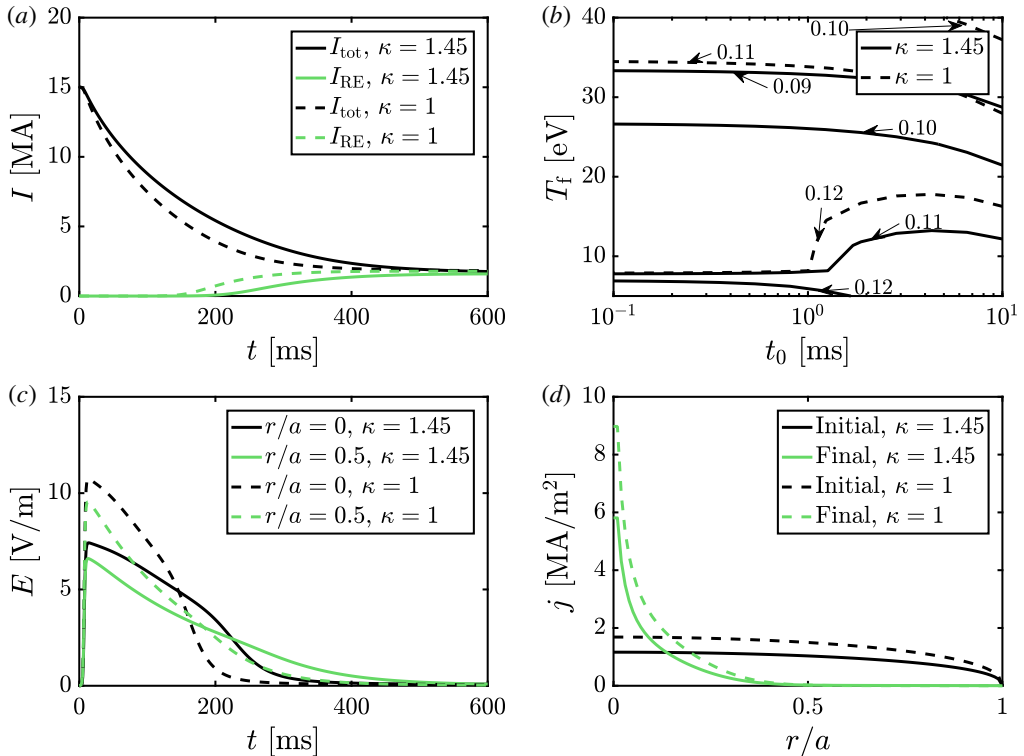 (a)
20
15
10
5
0
I [MA]
I_tot, κ = 1.45
I_RE, κ = 1.45
I_tot, κ = 1
I_RE, κ = 1
0 200 400 600
t [ms]
(b)
40
30
20
10
T_f [eV]
0.10
κ = 1.45
κ = 1
0.11
0.09
0.10
0.12
0.11
0.12
10^-1 10^0 10^1
t_0 [ms]
(c)
15
10
5
0
E [V/m]
r/a = 0, κ = 1.45
r/a = 0.5, κ = 1.45
r/a = 0, κ = 1
r/a = 0.5, κ = 1
0 200 400 600
t [ms]
(d)
10
8
6
4
2
0
j [MA/m²]
Initial, κ = 1.45
Final, κ = 1.45
Initial, κ = 1
Final, κ = 1
0 0.5 1
r/a